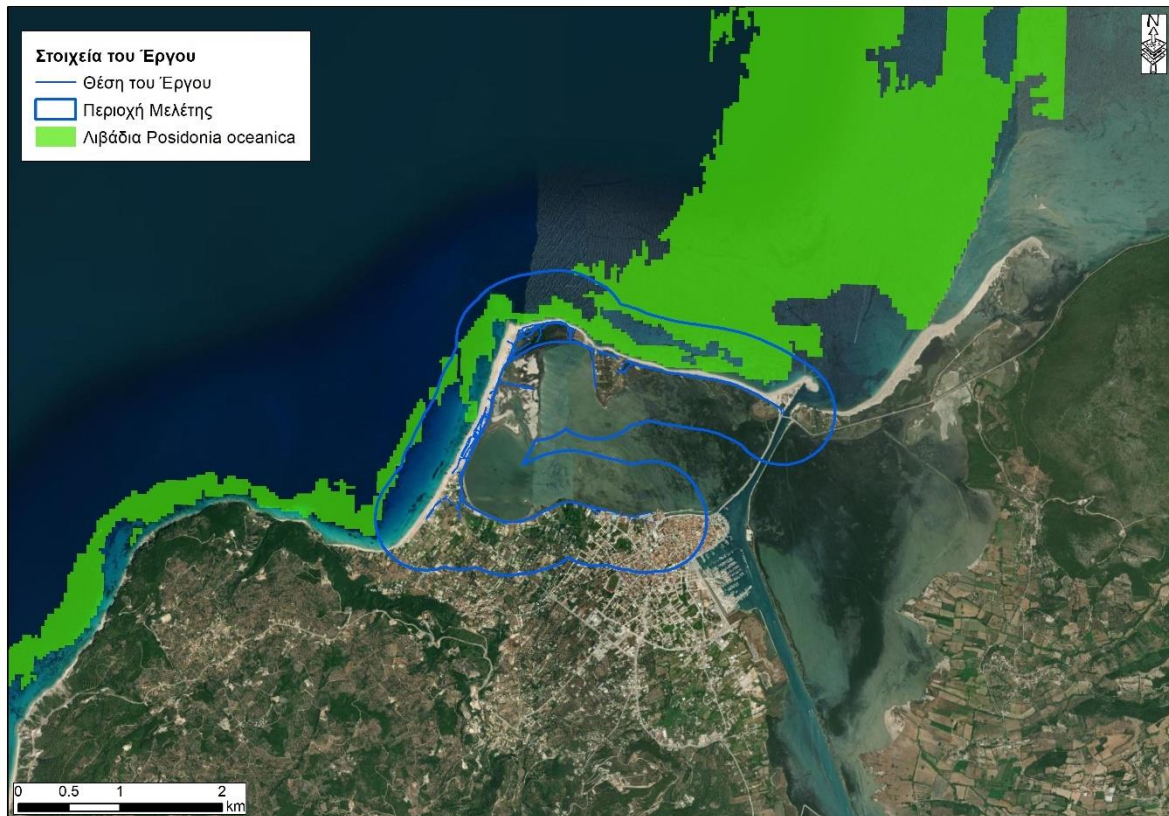 Στοιχεία του Έργου
Θέση του Έργου
Περιοχή Μελέτης
Λιβάδια Posidonia oceanica
N
0 0.5 1 2
km